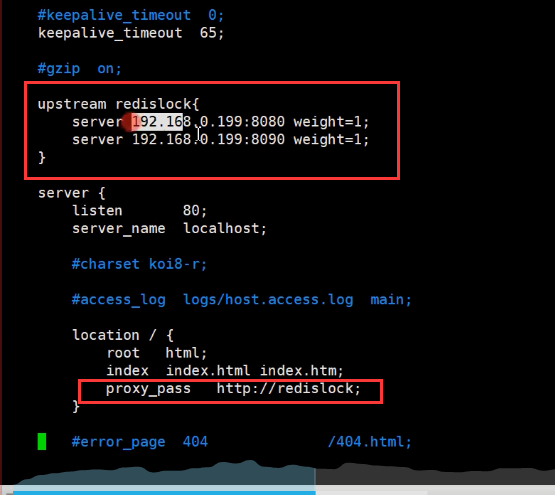 #keepalive_timeout  0;
keepalive_timeout  65;
#gzip  on;
upstream redislock{
server 192.168.0.199:8080 weight=1;
server 192.168.0.199:8090 weight=1;
}
server {
listen       80;
server_name  localhost;
#charset koi8-r;
#access_log  logs/host.access.log  main;
location / {
root   html;
index  index.html index.htm;
proxy_pass   http://redislock;
}
#error_page  404              /404.html;